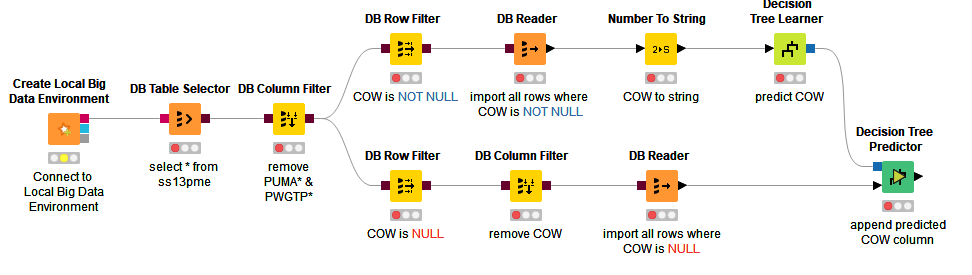 Create Local Big
Data Environment
Connect to
Local Big Data
Environment
DB Table Selector
select * from
ss13pme
DB Column Filter
remove
PUMA* &
PWGTP*
DB Row Filter
COW is NOT NULL
DB Reader
import all rows where
COW is NOT NULL
Number To String
2▸S
COW to string
Decision
Tree Learner
predict COW
DB Row Filter
COW is NULL
DB Column Filter
remove COW
DB Reader
import all rows where
COW is NULL
Decision Tree
Predictor
append predicted
COW column